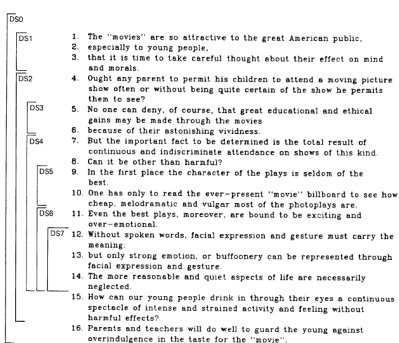 DS0
DS1
1. The "movies" are so attractive to the great American public,
2. especially to young people,
3. that it is time to take careful thought about their effect on mind
and morals.
DS2
4. Ought any parent to permit his children to attend a moving picture
show often or without being quite certain of the show he permits
them to see?
DS3
5. No one can deny, of course, that great educational and ethical
gains may be made through the movies
6. because of their astonishing vividness.
DS4
7. But the important fact to be determined is the total result of
continuous and indiscriminate attendance on shows of this kind.
8. Can it be other than harmful?
DS5
9. In the first place the character of the plays is seldom of the
best.
10. One has only to read the ever-present "movie" billboard to see how
cheap, melodramatic and vulgar most of the photoplays are.
DS6
11. Even the best plays, moreover, are bound to be exciting and
over-emotional.
DS7
12. Without spoken words, facial expression and gesture must carry the
meaning:
13. but only strong emotion, or buffoonery can be represented through
facial expression and gesture.
14. The more reasonable and quiet aspects of life are necessarily
neglected.
15. How can our young people drink in through their eyes a continuous
spectacle of intense and strained activity and feeling without
harmful effects?
16. Parents and teachers will do well to guard the young against
overindulgence in the taste for the "movie".